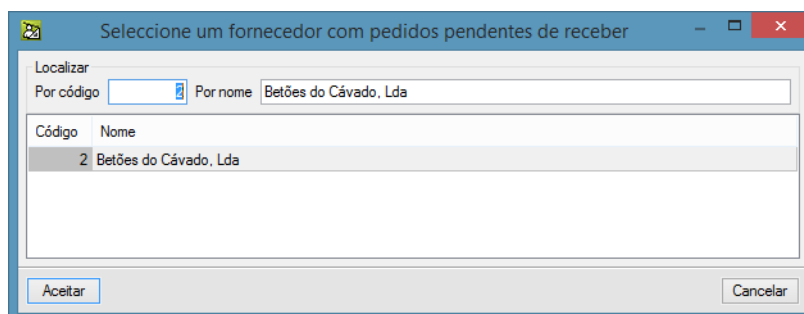 Seleccione um fornecedor com pedidos pendentes de receber
Localizar
Por código 2 Por nome Betões do Cávado, Lda
Código Nome
2 Betões do Cávado, Lda
Aceitar Cancelar